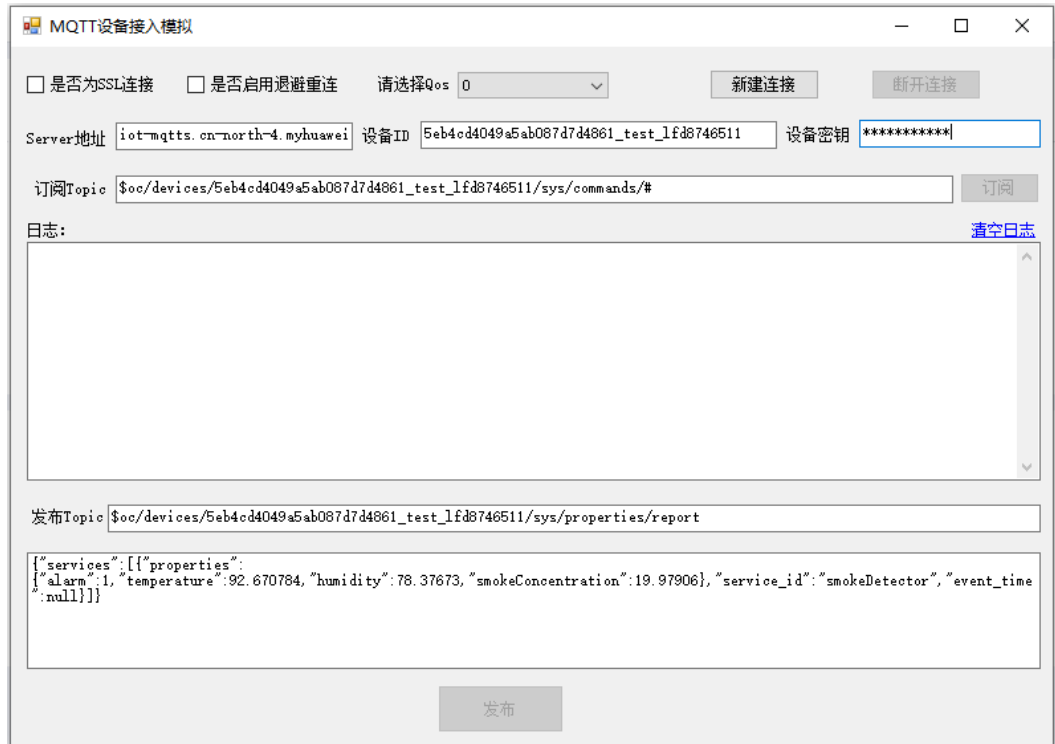 MQTT设备接入模拟
是否为SSL连接 是否启用退避重连 请选择Qos 0 新建连接 断开连接
Server地址 iot-mqtts.cn-north-4.myhuawei 设备ID 5eb4cd4049a5ab087d7d4861_test_lfd8746511 设备密钥 ***********
订阅Topic $oc/devices/5eb4cd4049a5ab087d7d4861_test_lfd8746511/sys/commands/# 订阅
日志: 清空日志
发布Topic $oc/devices/5eb4cd4049a5ab087d7d4861_test_lfd8746511/sys/properties/report
{"services":[{"properties":
{"alarm":1,"temperature":92.670784,"humidity":78.37673,"smokeConcentration":19.97906},"service_id":"smokeDetector","event_time
":null}]}
发布